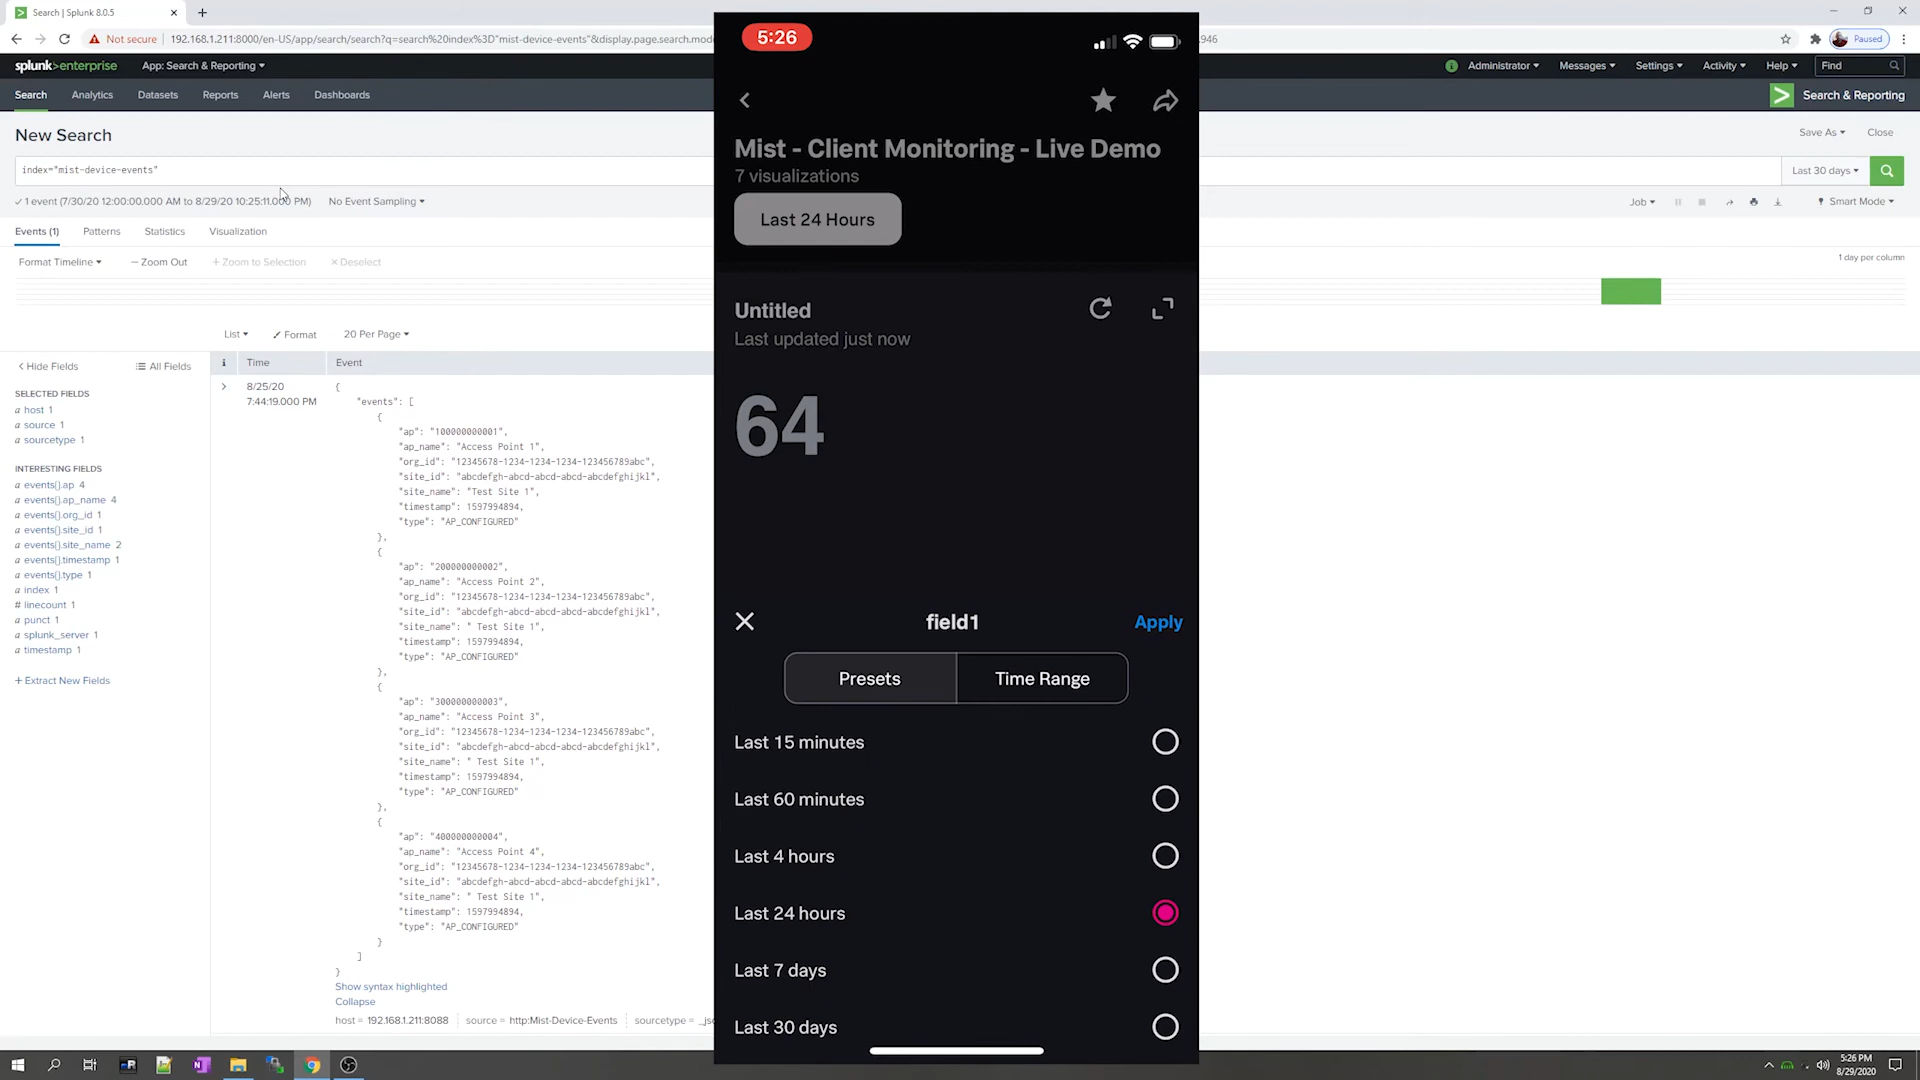 Search | Splunk 8.0.5
Not secure
192.168.1.211:8000/en-US/app/search/search?q=search%20index%3D"mist-device-events"&display.page.search.mod
946
Paused
splunk>enterprise
App: Search & Reporting
Administrator
Messages
Settings
Activity
Help
Find
Search
Analytics
Datasets
Reports
Alerts
Dashboards
Search & Reporting
New Search
Save As
Close
index="mist-device-events"
Last 30 days
1 event (7/30/20 12:00:00.000 AM to 8/29/20 10:25:11.000 PM)
No Event Sampling
Job
Smart Mode
Events (1)
Patterns
Statistics
Visualization
Format Timeline
– Zoom Out
+ Zoom to Selection
× Deselect
1 day per column
List
Format
20 Per Page
< Hide Fields
All Fields
i
Time
Event
SELECTED FIELDS
a host 1
a source 1
a sourcetype 1
INTERESTING FIELDS
a events{}.ap 4
a events{}.ap_name 4
a events{}.org_id 1
a events{}.site_id 1
a events{}.site_name 2
a events{}.timestamp 1
a events{}.type 1
a index 1
# linecount 1
a punct 1
a splunk_server 1
a timestamp 1
+ Extract New Fields
8/25/20
7:44:19.000 PM
{
"events": [
{
"ap": "100000000001",
"ap_name": "Access Point 1",
"org_id": "12345678-1234-1234-1234-123456789abc",
"site_id": "abcdefgh-abcd-abcd-abcd-abcdefghijkl",
"site_name": "Test Site 1",
"timestamp": 1597994894,
"type": "AP_CONFIGURED"
},
{
"ap": "200000000002",
"ap_name": "Access Point 2",
"org_id": "12345678-1234-1234-1234-123456789abc",
"site_id": "abcdefgh-abcd-abcd-abcd-abcdefghijkl",
"site_name": " Test Site 1",
"timestamp": 1597994894,
"type": "AP_CONFIGURED"
},
{
"ap": "300000000003",
"ap_name": "Access Point 3",
"org_id": "12345678-1234-1234-1234-123456789abc",
"site_id": "abcdefgh-abcd-abcd-abcd-abcdefghijkl",
"site_name": " Test Site 1",
"timestamp": 1597994894,
"type": "AP_CONFIGURED"
},
{
"ap": "400000000004",
"ap_name": "Access Point 4",
"org_id": "12345678-1234-1234-1234-123456789abc",
"site_id": "abcdefgh-abcd-abcd-abcd-abcdefghijkl",
"site_name": " Test Site 1",
"timestamp": 1597994894,
"type": "AP_CONFIGURED"
}
]
}
Show syntax highlighted
Collapse
host = 192.168.1.211:8088
source = http:Mist-Device-Events
sourcetype = _jsc
5:26
Mist - Client Monitoring - Live Demo
7 visualizations
Last 24 Hours
Untitled
Last updated just now
64
field1
Apply
Presets
Time Range
Last 15 minutes
Last 60 minutes
Last 4 hours
Last 24 hours
Last 7 days
Last 30 days
5:26 PM
8/29/2020